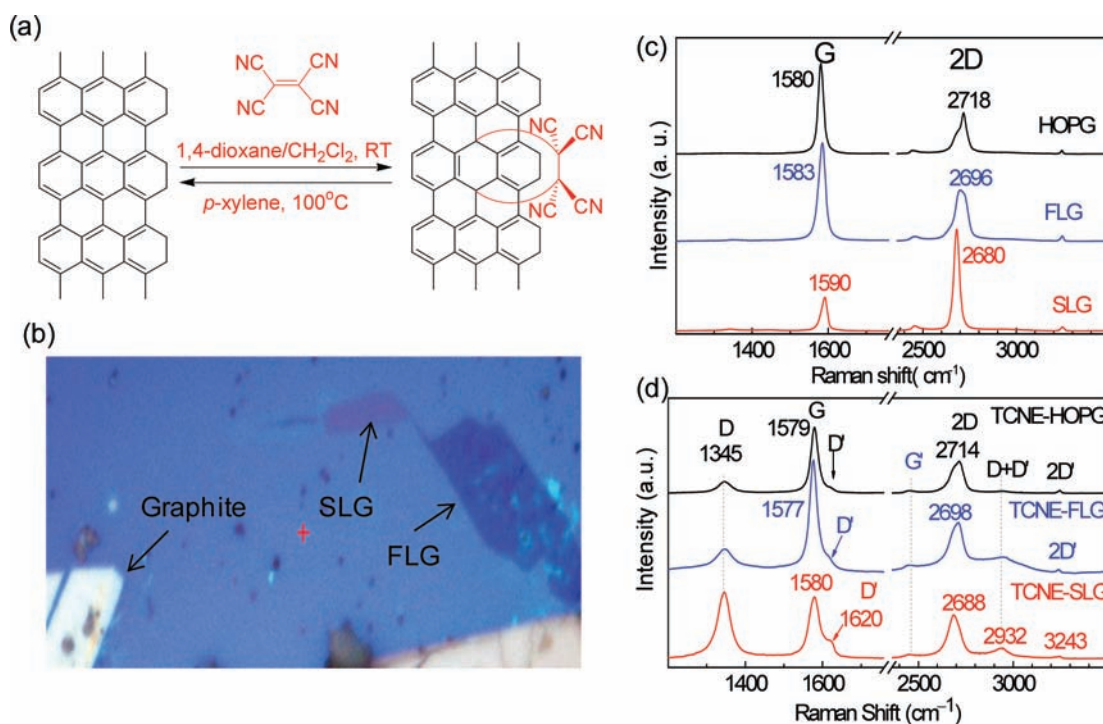 (a)
NC CN
NC CN
1,4-dioxane/CH2Cl2, RT
p-xylene, 100oC
NC CN
NC CN
(b)
Graphite
SLG
FLG
(c)
G 2D
1580 2718 HOPG
1583 2696 FLG
2680
1590 SLG
Intensity (a. u.)
1400 1600 2500 3000
Raman shift( cm-1)
(d)
D G 2D TCNE-HOPG
1345 1579 D' G' 2714 D+D' 2D'
1577 D' 2698 TCNE-FLG
2D'
1580 D' 2688 TCNE-SLG
1620 2932 3243
Intensity (a.u.)
1400 1600 2500 3000
Raman Shift (cm–1)